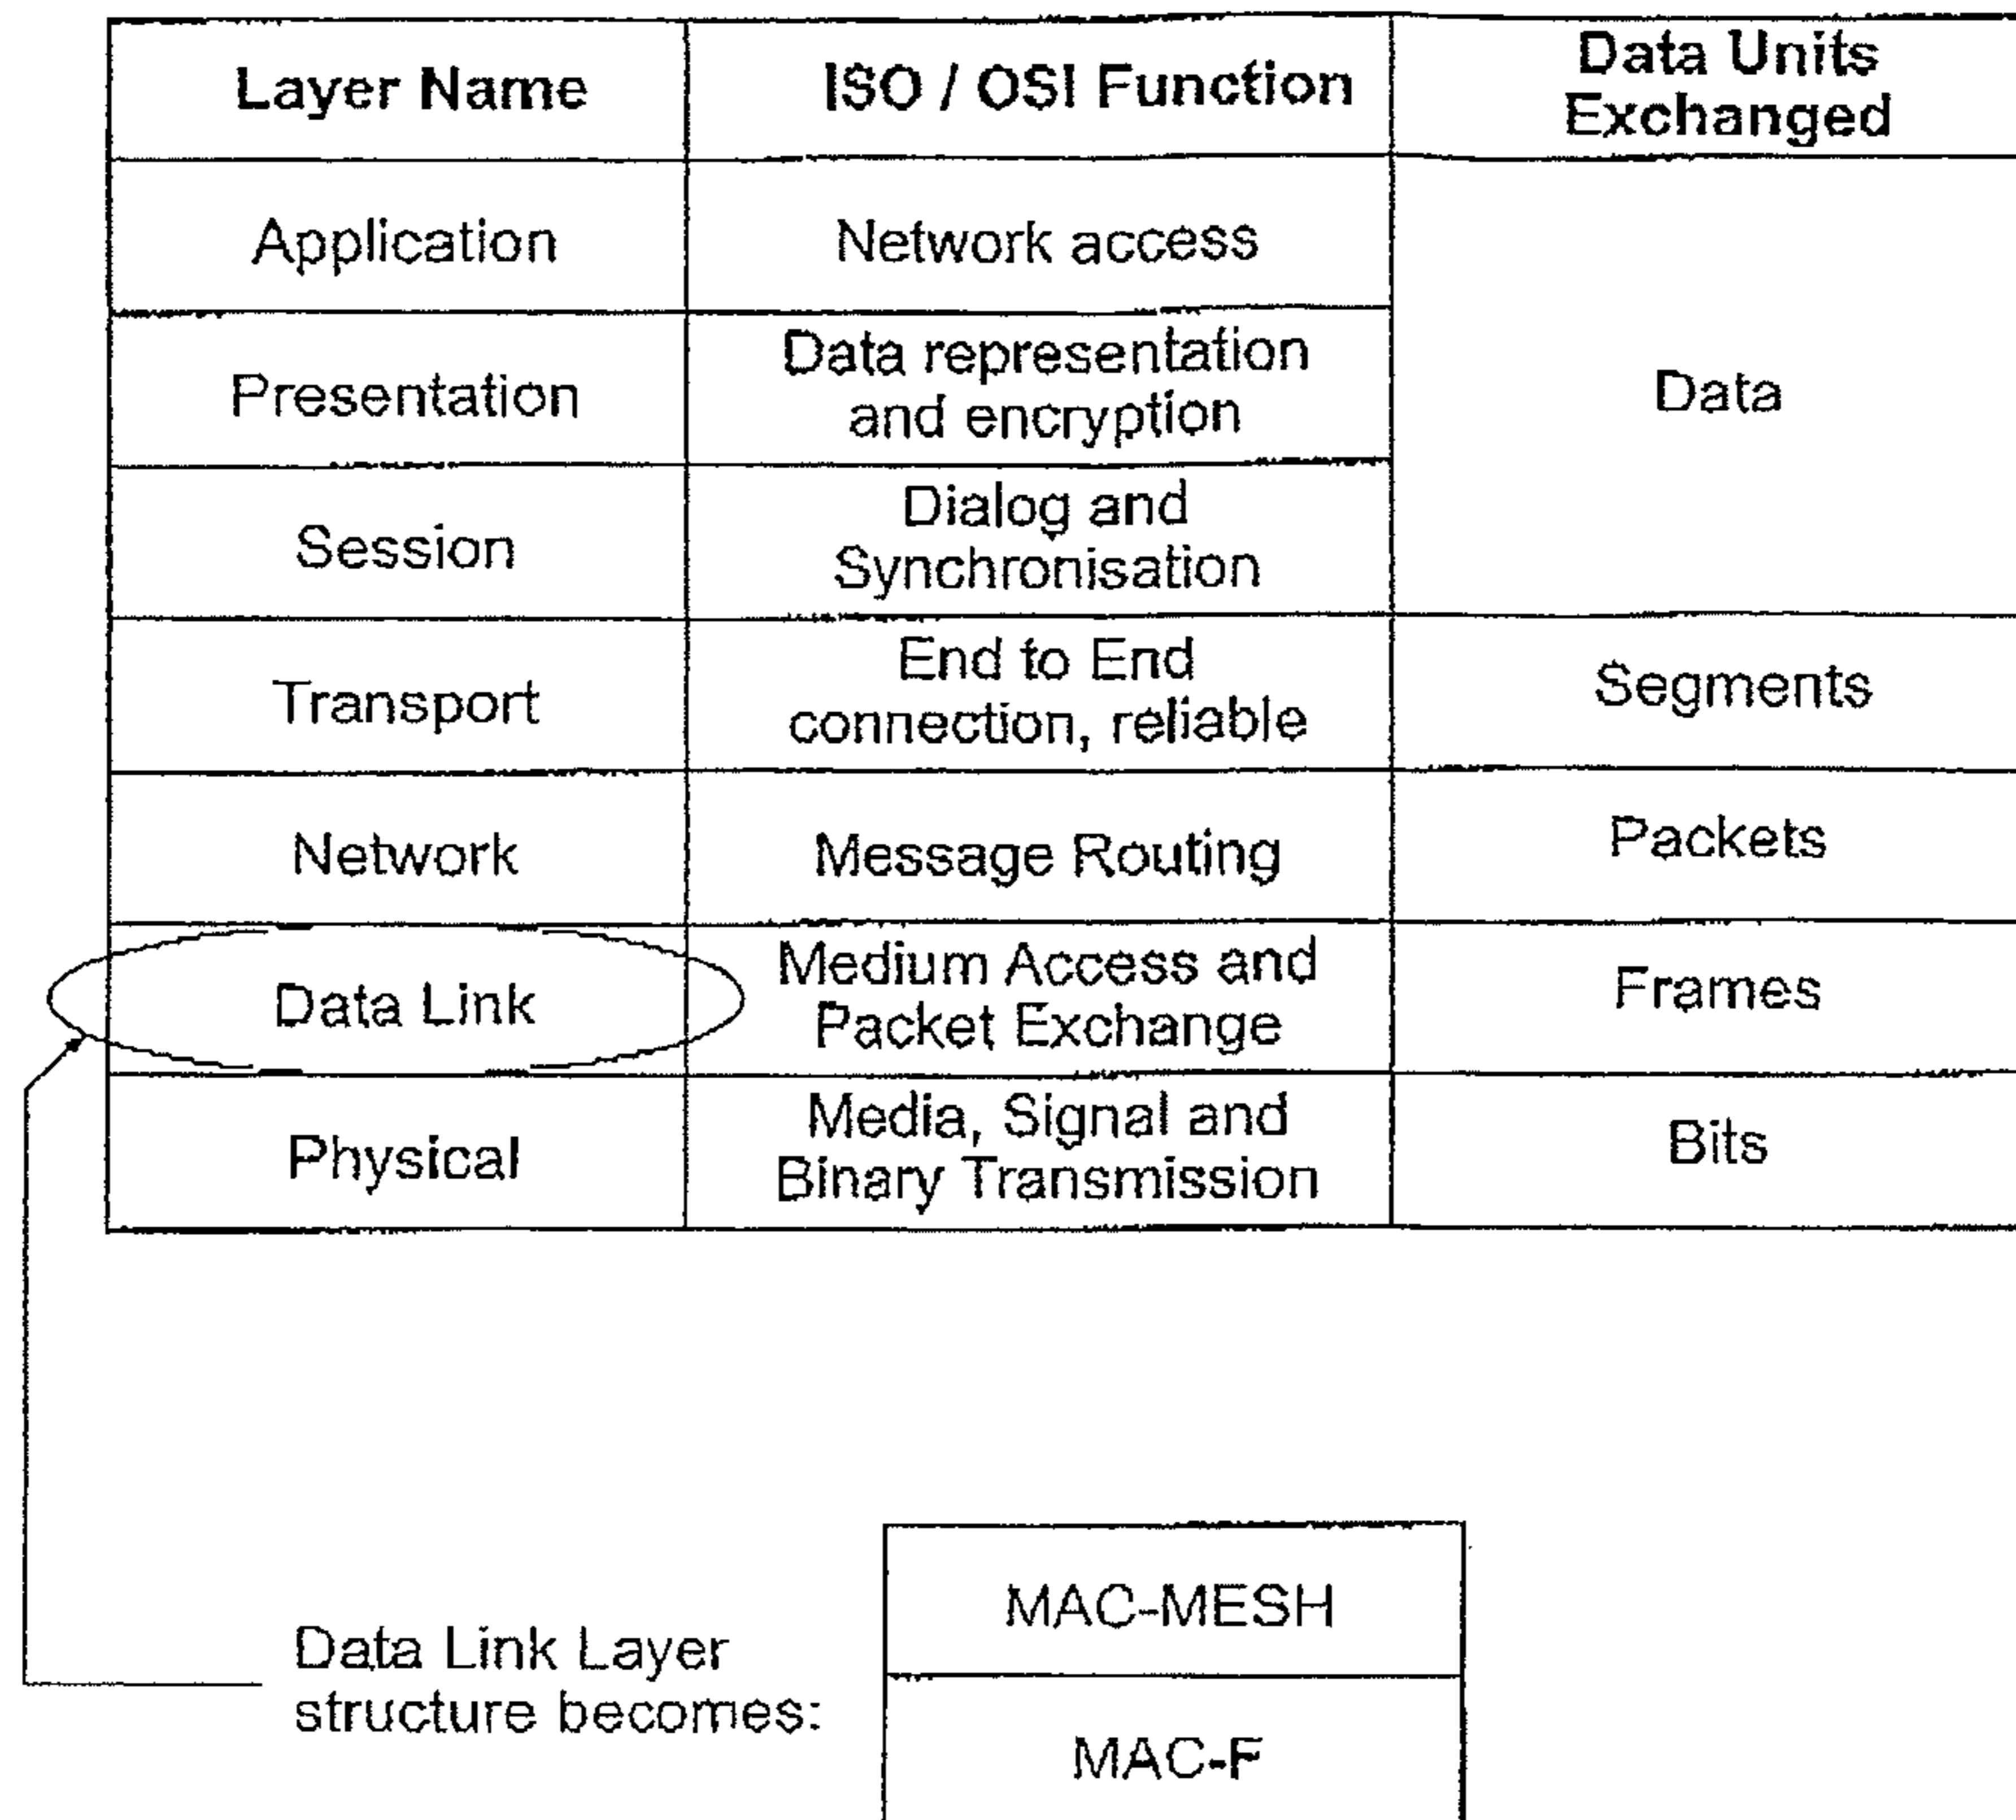 Layer Name
ISO / OSI Function
Data Units
Exchanged
Application
Network access
Presentation
Data representation
and encryption
Data
Session
Dialog and
Synchronisation
Transport
End to End
connection, reliable
Segments
Network
Message Routing
Packets
Data Link
Medium Access and
Packet Exchange
Frames
Physical
Media, Signal and
Binary Transmission
Bits
Data Link Layer
structure becomes:
MAC-MESH
MAC-F